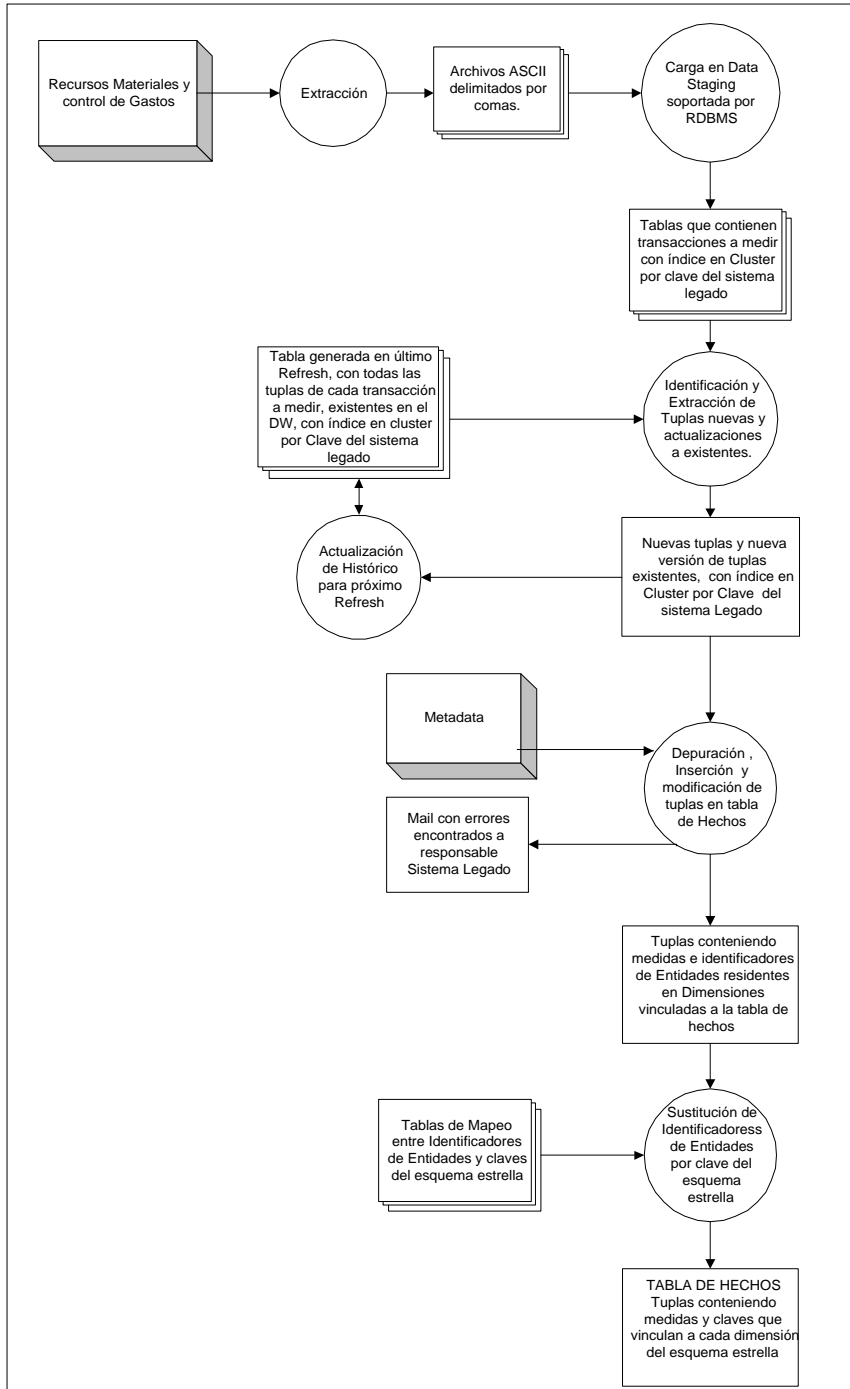 Recursos Materiales y
control de Gastos
Extracción
Archivos ASCII
delimitados por
comas.
Carga en Data
Staging
soportada por
RDBMS
Tablas que contienen
transacciones a medir
con índice en Cluster
por clave del sistema
legado
Tabla generada en último
Refresh, con todas las
tuplas de cada transacción
a medir, existentes en el
DW, con índice en cluster
por Clave del sistema
legado
Identificación y
Extracción de
Tuplas nuevas y
actualizaciones
a existentes.
Actualización
de Histórico
para próximo
Refresh
Nuevas tuplas y nueva
versión de tuplas
existentes, con índice en
Cluster por Clave del
sistema Legado
Metadata
Depuración ,
Inserción y
modificación de
tuplas en tabla
de Hechos
Mail con errores
encontrados a
responsable
Sistema Legado
Tuplas conteniendo
medidas e identificadores
de Entidades residentes
en Dimensiones
vinculadas a la tabla de
hechos
Tablas de Mapeo
entre Identificadores
de Entidades y claves
del esquema estrella
Sustitución de
Identificadoress
de Entidades
por clave del
esquema
estrella
TABLA DE HECHOS
Tuplas conteniendo
medidas y claves que
vinculan a cada dimensión
del esquema estrella